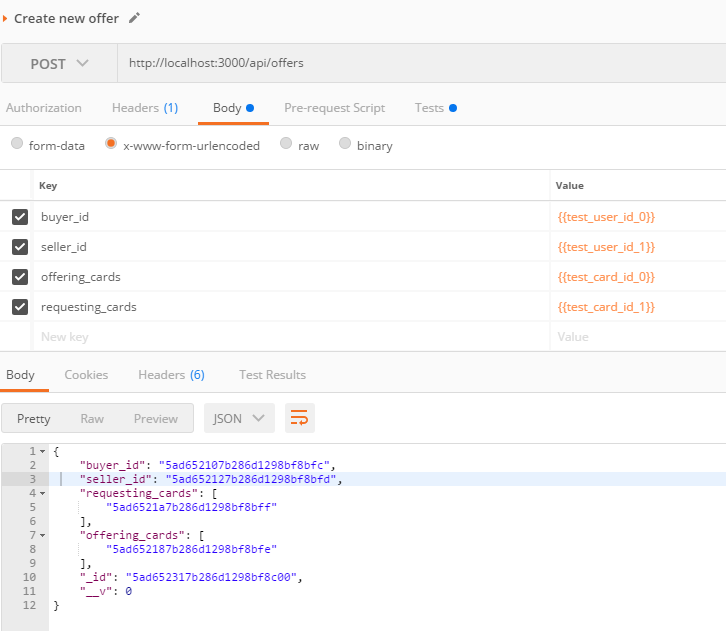 Create new offer
POST http://localhost:3000/api/offers
Authorization Headers (1) Body Pre-request Script Tests
form-data x-www-form-urlencoded raw binary
Key Value
buyer_id {{test_user_id_0}}
seller_id {{test_user_id_1}}
offering_cards {{test_card_id_0}}
requesting_cards {{test_card_id_1}}
New key Value
Body Cookies Headers (6) Test Results
Pretty Raw Preview JSON
1 {
2 "buyer_id": "5ad652107b286d1298bf8bfc",
3 "seller_id": "5ad652127b286d1298bf8bfd",
4 "requesting_cards": [
5 "5ad6521a7b286d1298bf8bff"
6 ],
7 "offering_cards": [
8 "5ad652187b286d1298bf8bfe"
9 ],
10 "_id": "5ad652317b286d1298bf8c00",
11 "__v": 0
12 }